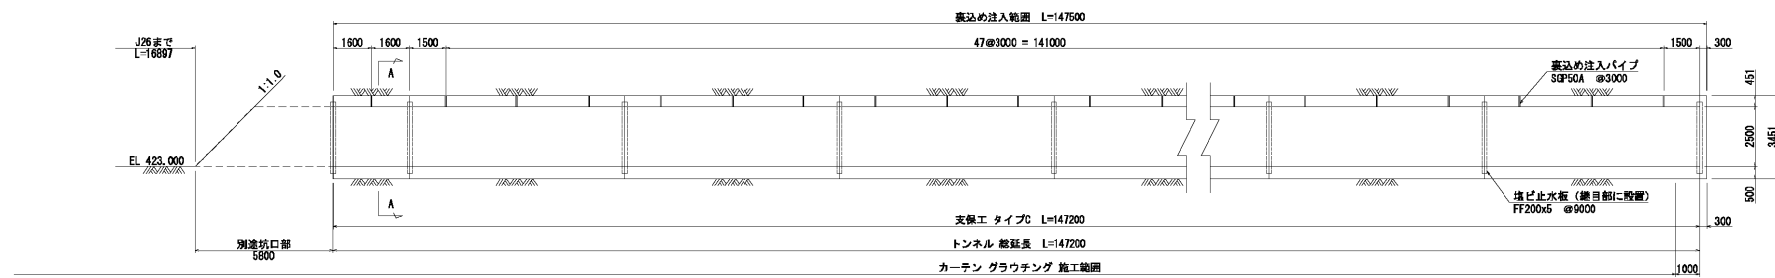 裏込め注入範囲 L=147500
J26まで
L=16897
1600
1600
1500
47@3000 = 141000
1500
300
A
1:1.0
裏込め注入パイプ
SGP50A @3000
451
2500
3451
500
EL 423.000
A
塩ビ止水板（継目部に設置）
FF200x5 @9000
支保工 タイプC L=147200
300
別途坑口部
5800
トンネル 総延長 L=147200
カーテン グラウチング 施工範囲
1000